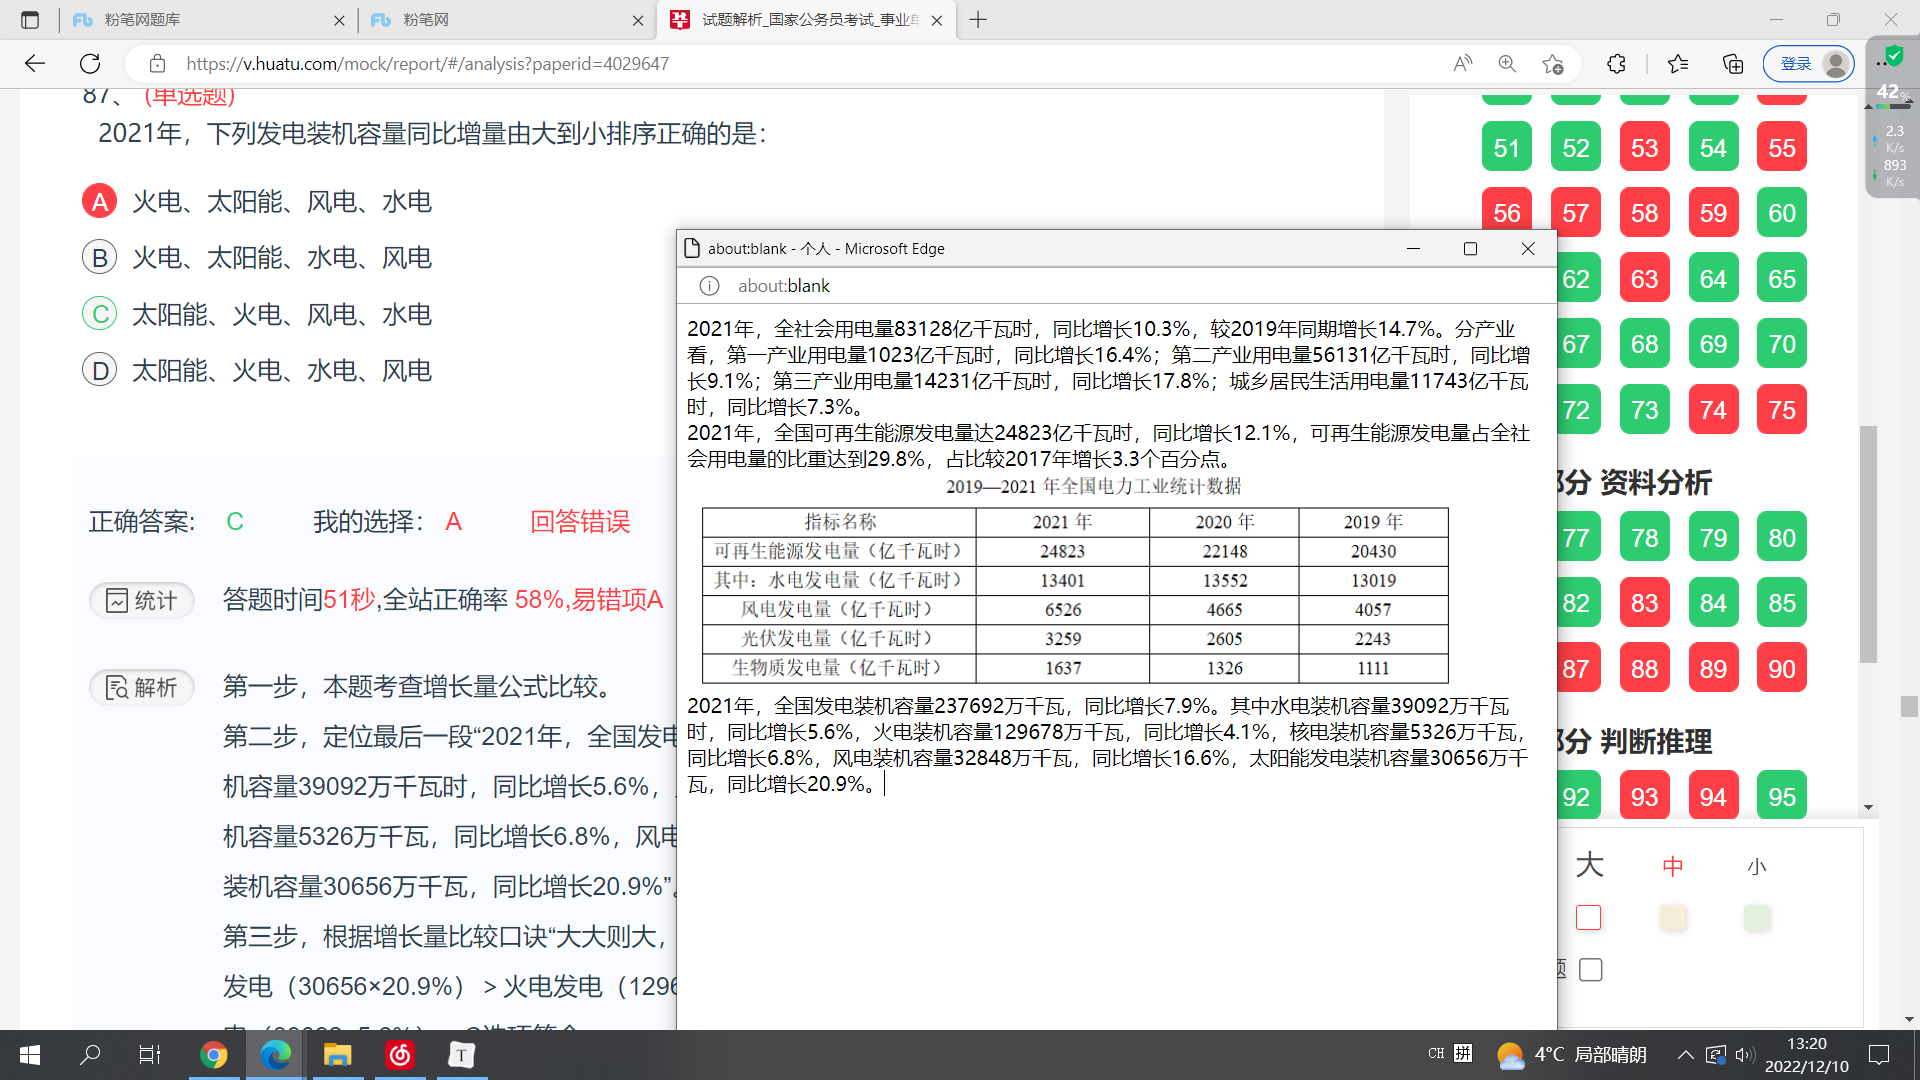 粉笔网题库
粉笔网
试题解析_国家公务员考试_事业单
https://v.huatu.com/mock/report/#/analysis?paperid=4029647
登录
42%
2.3
K/s
893
K/s
87、 (单选题)
2021年，下列发电装机容量同比增量由大到小排序正确的是：
A 火电、太阳能、风电、水电
B 火电、太阳能、水电、风电
C 太阳能、火电、风电、水电
D 太阳能、火电、水电、风电
正确答案: C 我的选择: A 回答错误
统计 答题时间51秒,全站正确率 58%,易错项A
解析 第一步，本题考查增长量公式比较。
第二步，定位最后一段“2021年，全国发电
机容量39092万千瓦时，同比增长5.6%，
机容量5326万千瓦，同比增长6.8%，风电
装机容量30656万千瓦，同比增长20.9%”。
第三步，根据增长量比较口诀“大大则大，
发电（30656×20.9%）＞火电发电（1296
about:blank - 个人 - Microsoft Edge
about:blank
2021年，全社会用电量83128亿千瓦时，同比增长10.3%，较2019年同期增长14.7%。分产业
看，第一产业用电量1023亿千瓦时，同比增长16.4%；第二产业用电量56131亿千瓦时，同比增
长9.1%；第三产业用电量14231亿千瓦时，同比增长17.8%；城乡居民生活用电量11743亿千瓦
时，同比增长7.3%。
2021年，全国可再生能源发电量达24823亿千瓦时，同比增长12.1%，可再生能源发电量占全社
会用电量的比重达到29.8%，占比较2017年增长3.3个百分点。
2019—2021 年全国电力工业统计数据
指标名称 2021 年 2020 年 2019 年
可再生能源发电量（亿千瓦时） 24823 22148 20430
其中：水电发电量（亿千瓦时） 13401 13552 13019
风电发电量（亿千瓦时） 6526 4665 4057
光伏发电量（亿千瓦时） 3259 2605 2243
生物质发电量（亿千瓦时） 1637 1326 1111
2021年，全国发电装机容量237692万千瓦，同比增长7.9%。其中水电装机容量39092万千瓦
时，同比增长5.6%，火电装机容量129678万千瓦，同比增长4.1%，核电装机容量5326万千瓦，
同比增长6.8%，风电装机容量32848万千瓦，同比增长16.6%，太阳能发电装机容量30656万千
瓦，同比增长20.9%。
51 52 53 54 55
56 57 58 59 60
62 63 64 65
67 68 69 70
72 73 74 75
部分 资料分析
77 78 79 80
82 83 84 85
87 88 89 90
部分 判断推理
92 93 94 95
大 中 小
题
CH 拼
4°C 局部晴朗
13:20
2022/12/10